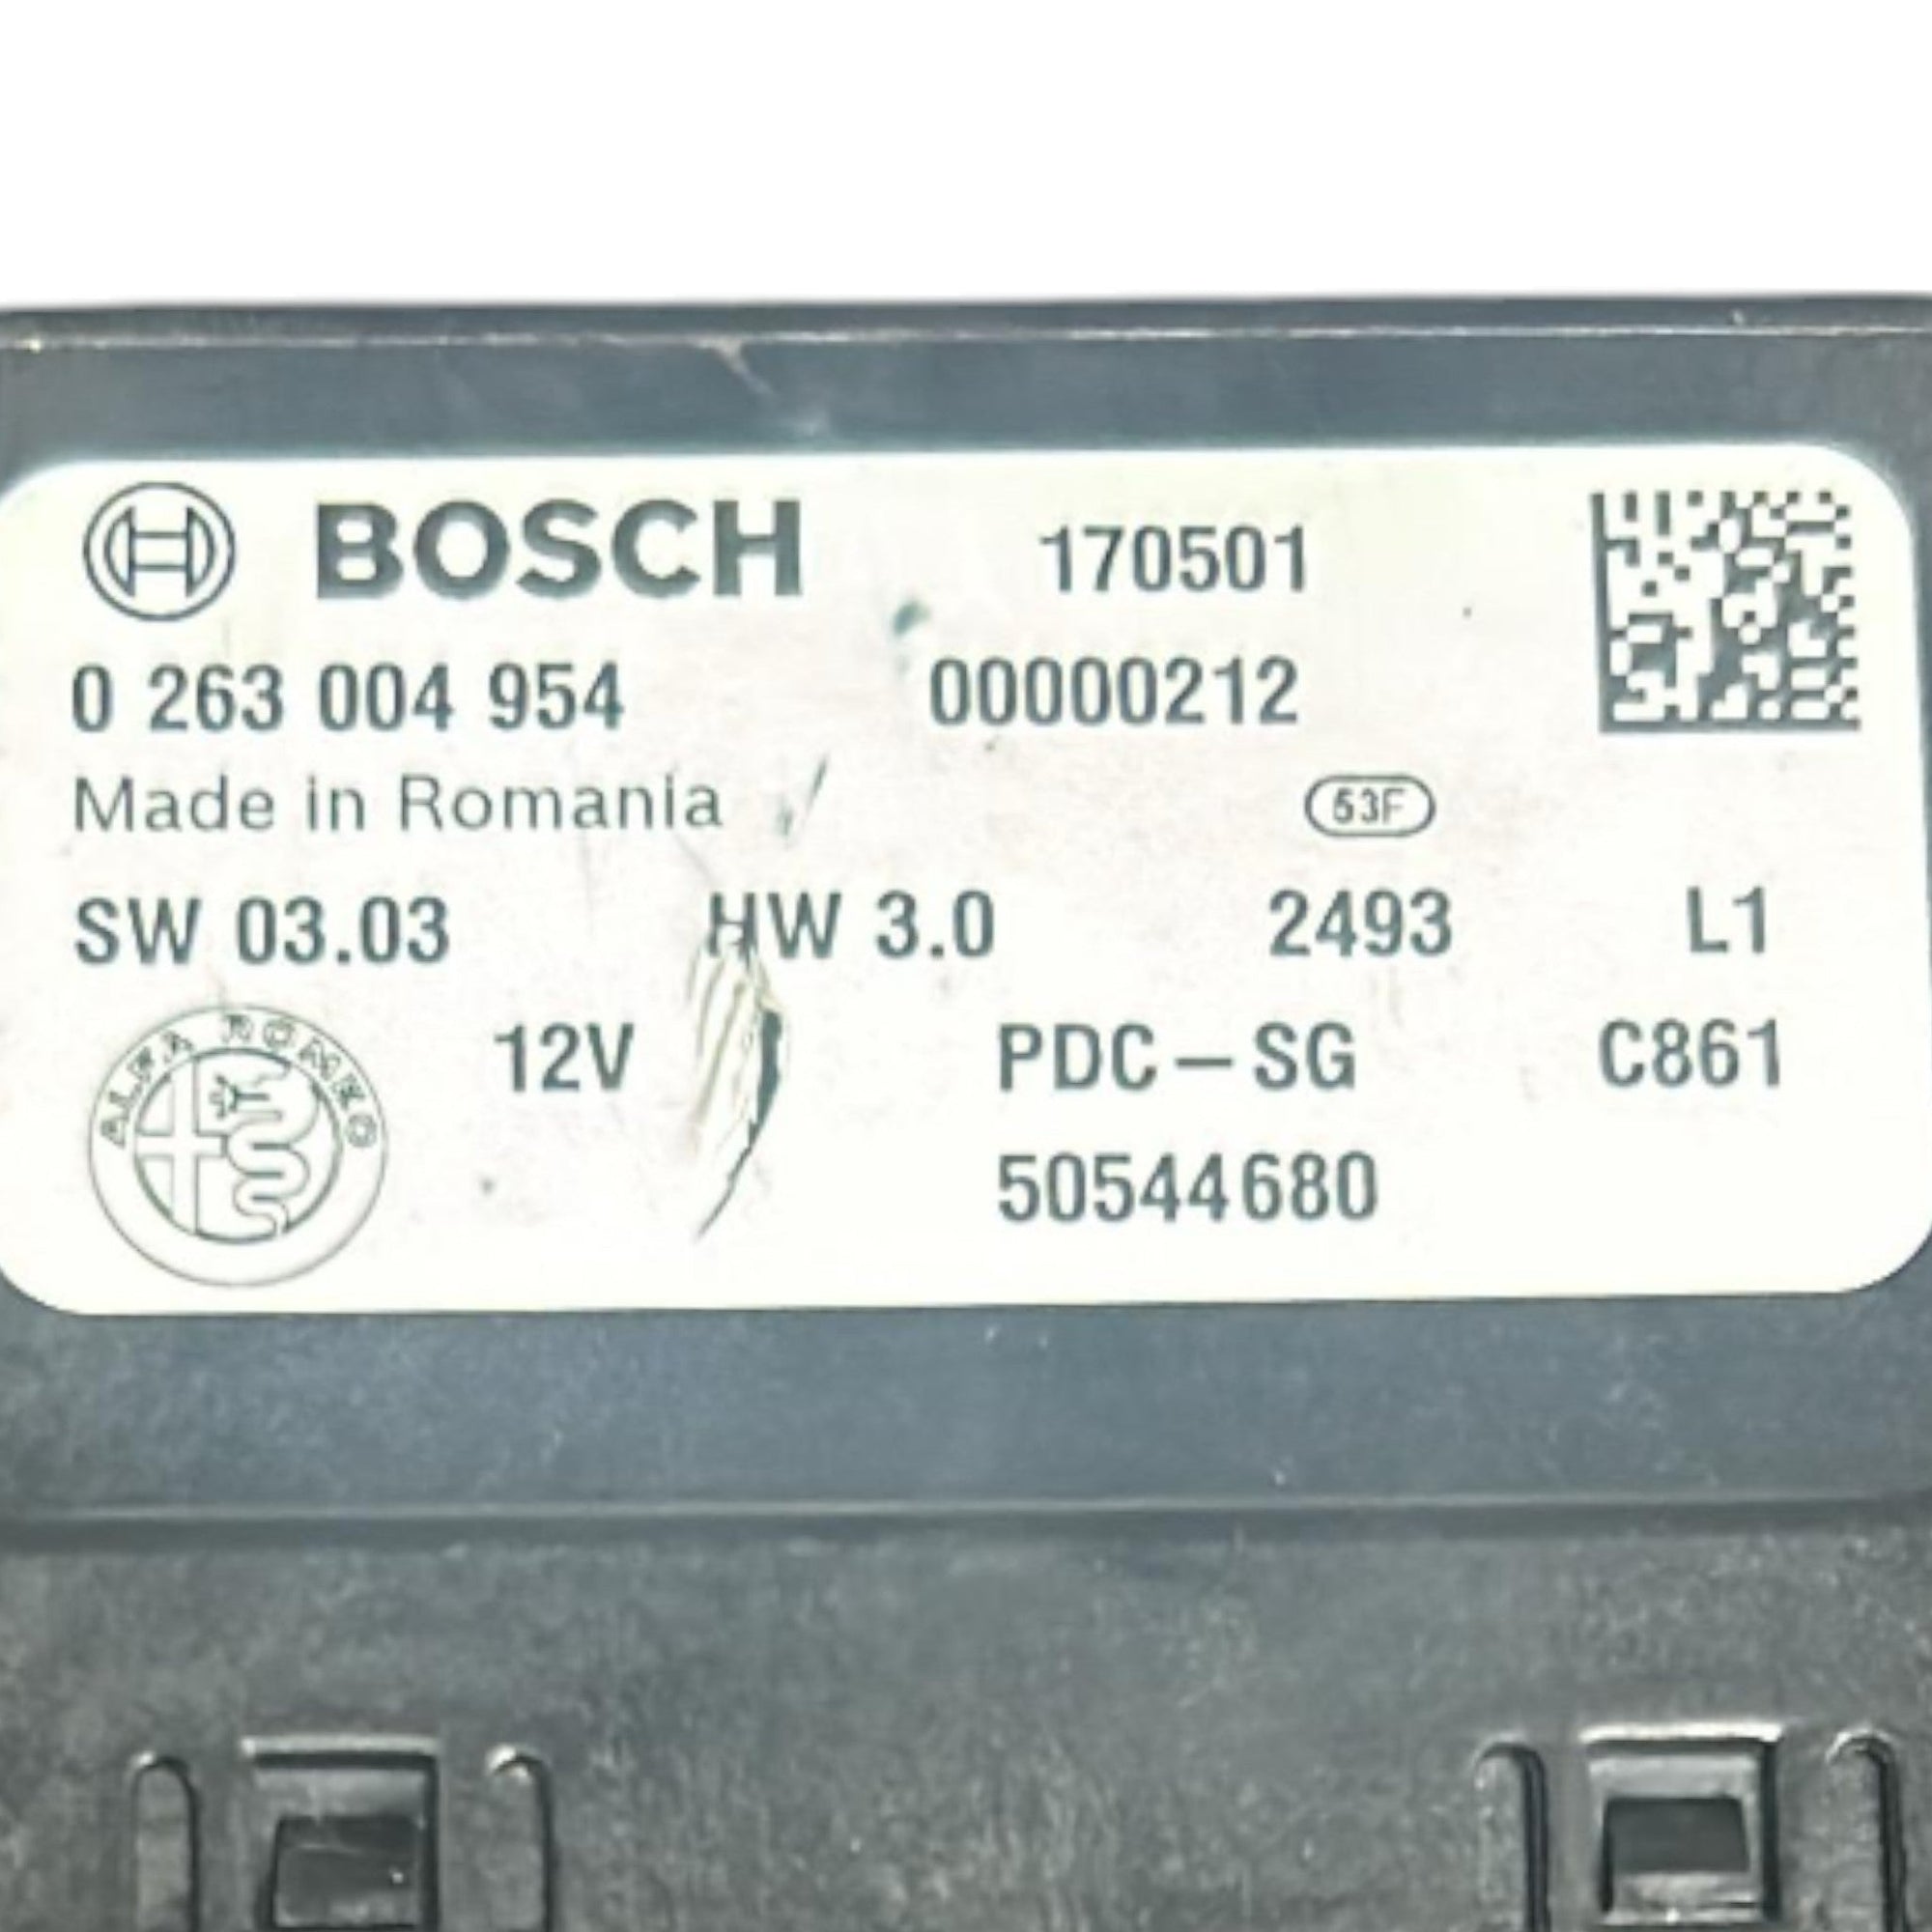 BOSCH 170501
0 263 004 954 00000212
Made in Romania 53F
SW 03.03 HW 3.0 2493 L1
ALFA ROMEO
12V PDC-SG C861
50544680